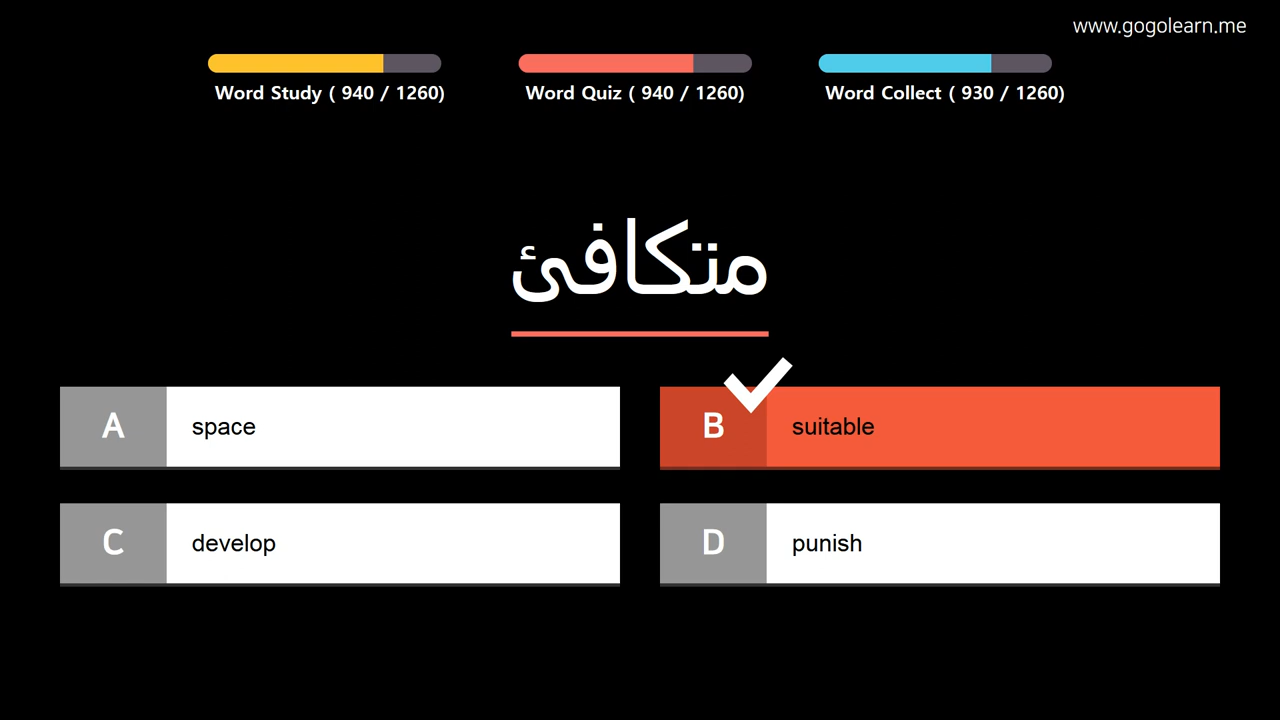 www.gogolearn.me
Word Study ( 940 / 1260)
Word Quiz ( 940 / 1260)
Word Collect ( 930 / 1260)
متكافئ
A space
B suitable
C develop
D punish